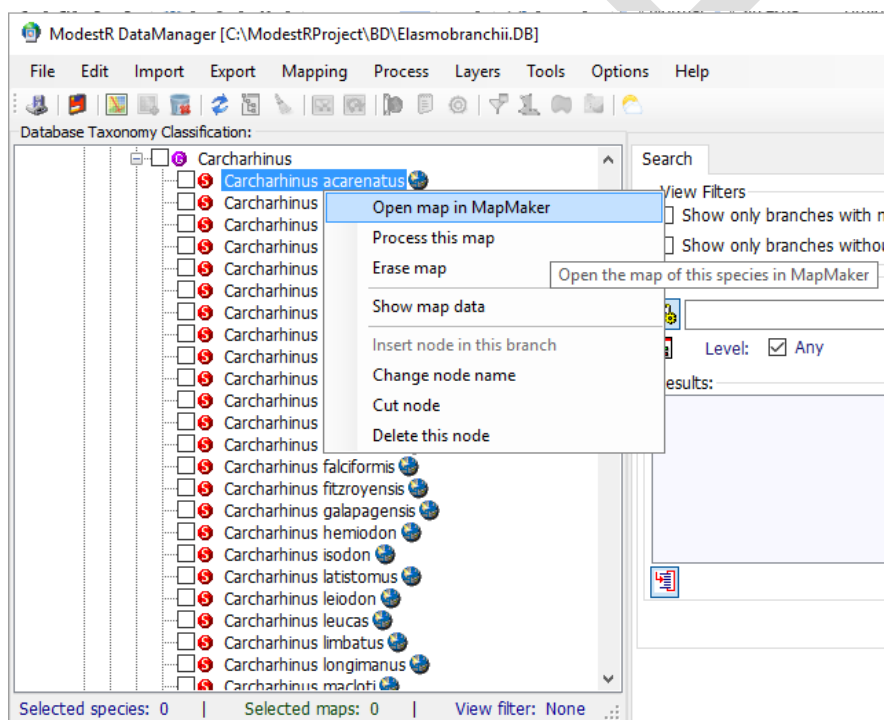 ModestR DataManager [C:\ModestRProject\BD\Elasmobranchii.DB]
File Edit Import Export Mapping Process Layers Tools Options Help
Database Taxonomy Classification:
Carcharhinus
Carcharhinus acarenatus
Carcharhinus
Carcharhinus
Carcharhinus
Carcharhinus
Carcharhinus
Carcharhinus
Carcharhinus
Carcharhinus
Carcharhinus
Carcharhinus
Carcharhinus
Carcharhinus
Carcharhinus falciformis
Carcharhinus fitzroyensis
Carcharhinus galapagensis
Carcharhinus hemiodon
Carcharhinus isodon
Carcharhinus latistomus
Carcharhinus leiodon
Carcharhinus leucas
Carcharhinus limbatus
Carcharhinus longimanus
Carcharhinus macloti
Open map in MapMaker
Process this map
Erase map
Open the map of this species in MapMaker
Show map data
Insert node in this branch
Change node name
Cut node
Delete this node
Search
View Filters
Show only branches with
Show only branches
Level: Any
Selected species: 0 | Selected maps: 0 | View filter: None